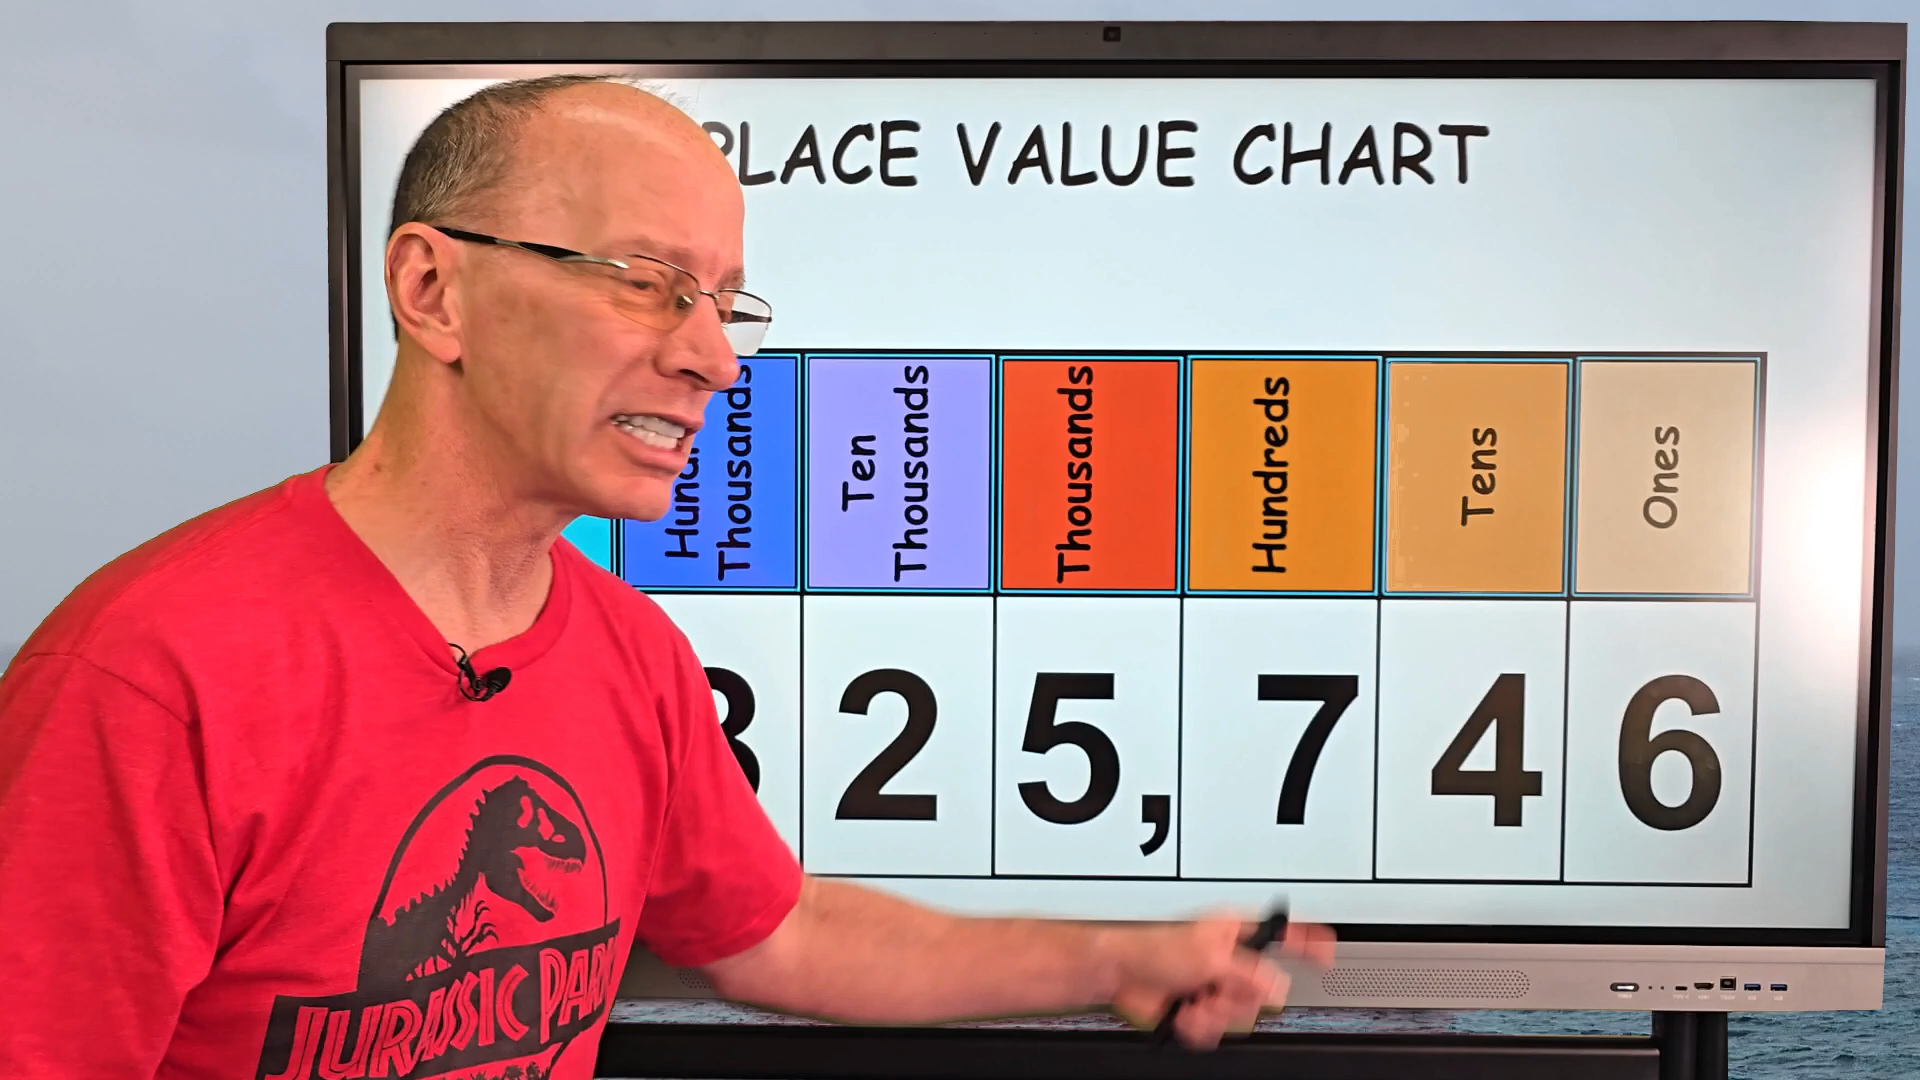 PLACE VALUE CHART
Thousands
Ten
Thousands
Thousands
Hundreds
Tens
Ones
2 5, 7 4 6
JURASSIC PARK